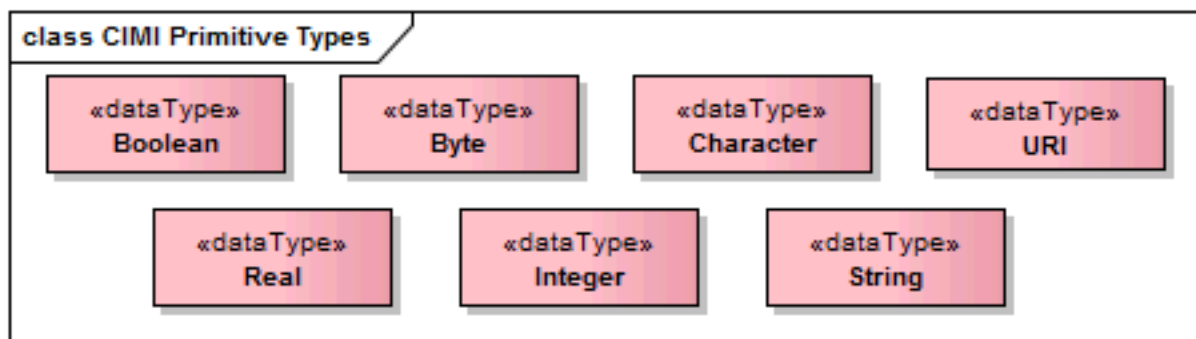 class CIMI Primitive Types
«dataType»
Boolean
«dataType»
Byte
«dataType»
Character
«dataType»
URI
«dataType»
Real
«dataType»
Integer
«dataType»
String